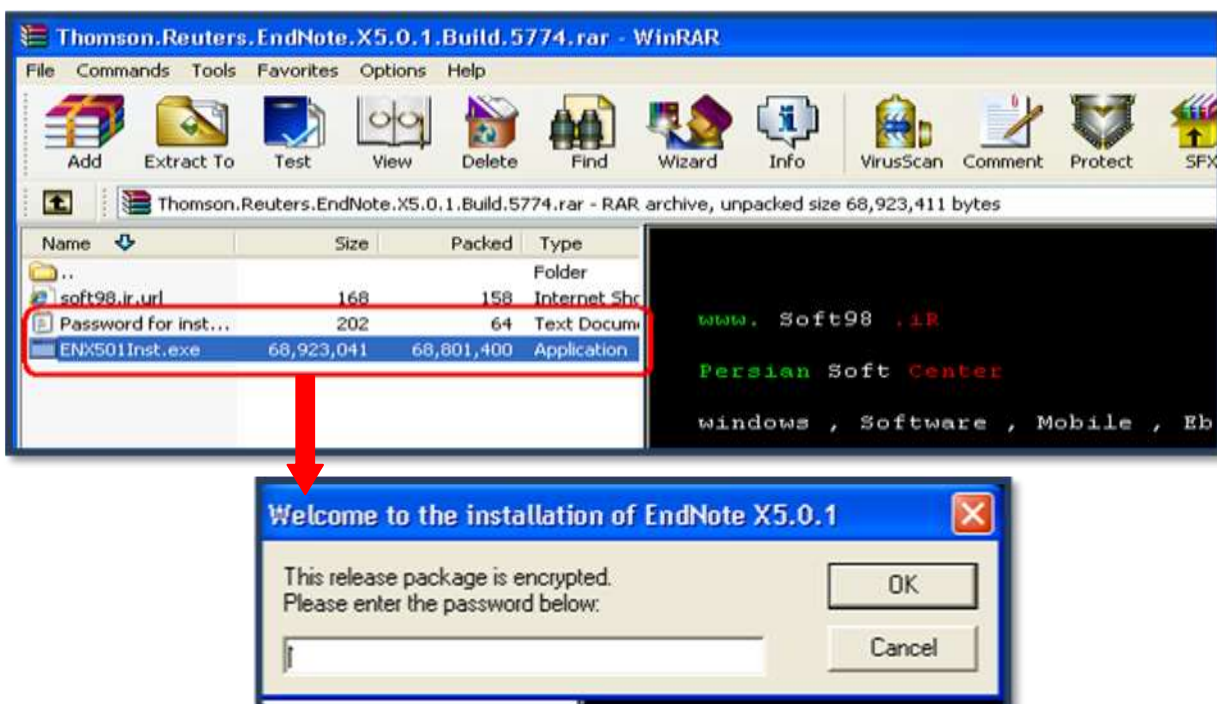 Thomson.Reuters.EndNote.X5.0.1.Build.5774.rar - WinRAR
File Commands Tools Favorites Options Help
Add Extract To Test View Delete Find Wizard Info VirusScan Comment Protect SFX
Thomson.Reuters.EndNote.X5.0.1.Build.5774.rar - RAR archive, unpacked size 68,923,411 bytes
Name Size Packed Type
.. Folder
soft98.ir.url 168 158 Internet Sho
Password for inst... 202 64 Text Docum
ENX501Inst.exe 68,923,041 68,801,400 Application
www. Soft98 .iR
Persian Soft Center
windows , Software , Mobile , Eb
Welcome to the installation of EndNote X5.0.1
This release package is encrypted.
Please enter the password below:
OK
Cancel